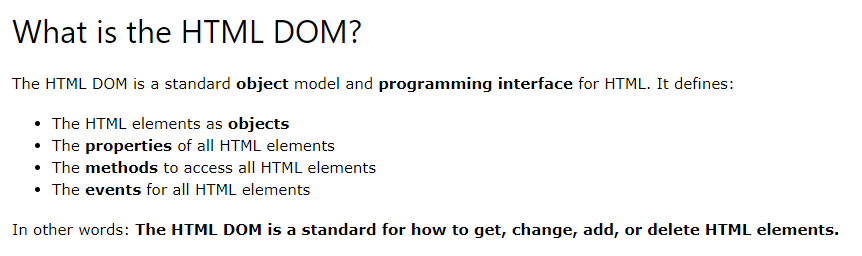 What is the HTML DOM?
The HTML DOM is a standard object model and programming interface for HTML. It defines:
• The HTML elements as objects
• The properties of all HTML elements
• The methods to access all HTML elements
• The events for all HTML elements
In other words: The HTML DOM is a standard for how to get, change, add, or delete HTML elements.